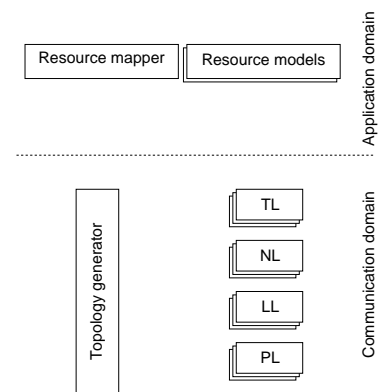 Resource mapper
Resource models
Application domain
Topology generator
TL
NL
LL
PL
Communication domain